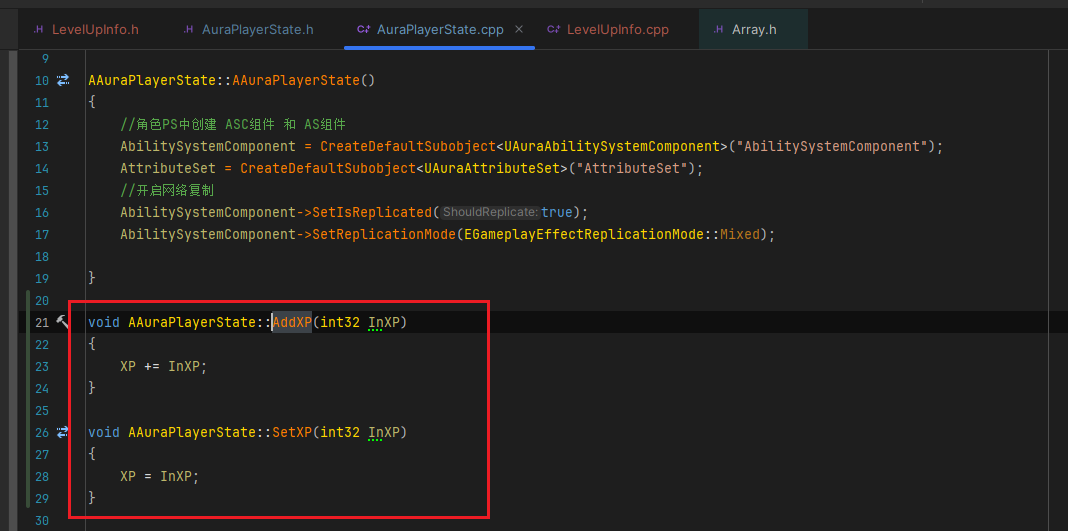 .H LevelUpInfo.h .H AuraPlayerState.h C++ AuraPlayerState.cpp × C++ LevelUpInfo.cpp .H Array.h
9
10 AAuraPlayerState::AAuraPlayerState()
11 {
12 //角色PS中创建 ASC组件 和 AS组件
13 AbilitySystemComponent = CreateDefaultSubobject<UAuraAbilitySystemComponent>("AbilitySystemComponent");
14 AttributeSet = CreateDefaultSubobject<UAuraAttributeSet>("AttributeSet");
15 //开启网络复制
16 AbilitySystemComponent->SetIsReplicated(ShouldReplicate:true);
17 AbilitySystemComponent->SetReplicationMode(EGameplayEffectReplicationMode::Mixed);
18
19 }
20
21 void AAuraPlayerState::AddXP(int32 InXP)
22 {
23 XP += InXP;
24 }
25
26 void AAuraPlayerState::SetXP(int32 InXP)
27 {
28 XP = InXP;
29 }
30